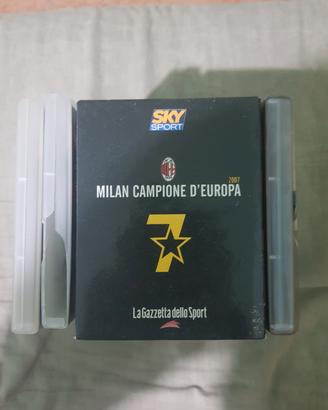 SKY
SPORT
2007
MILAN CAMPIONE D'EUROPA
7
La Gazzetta dello Sport